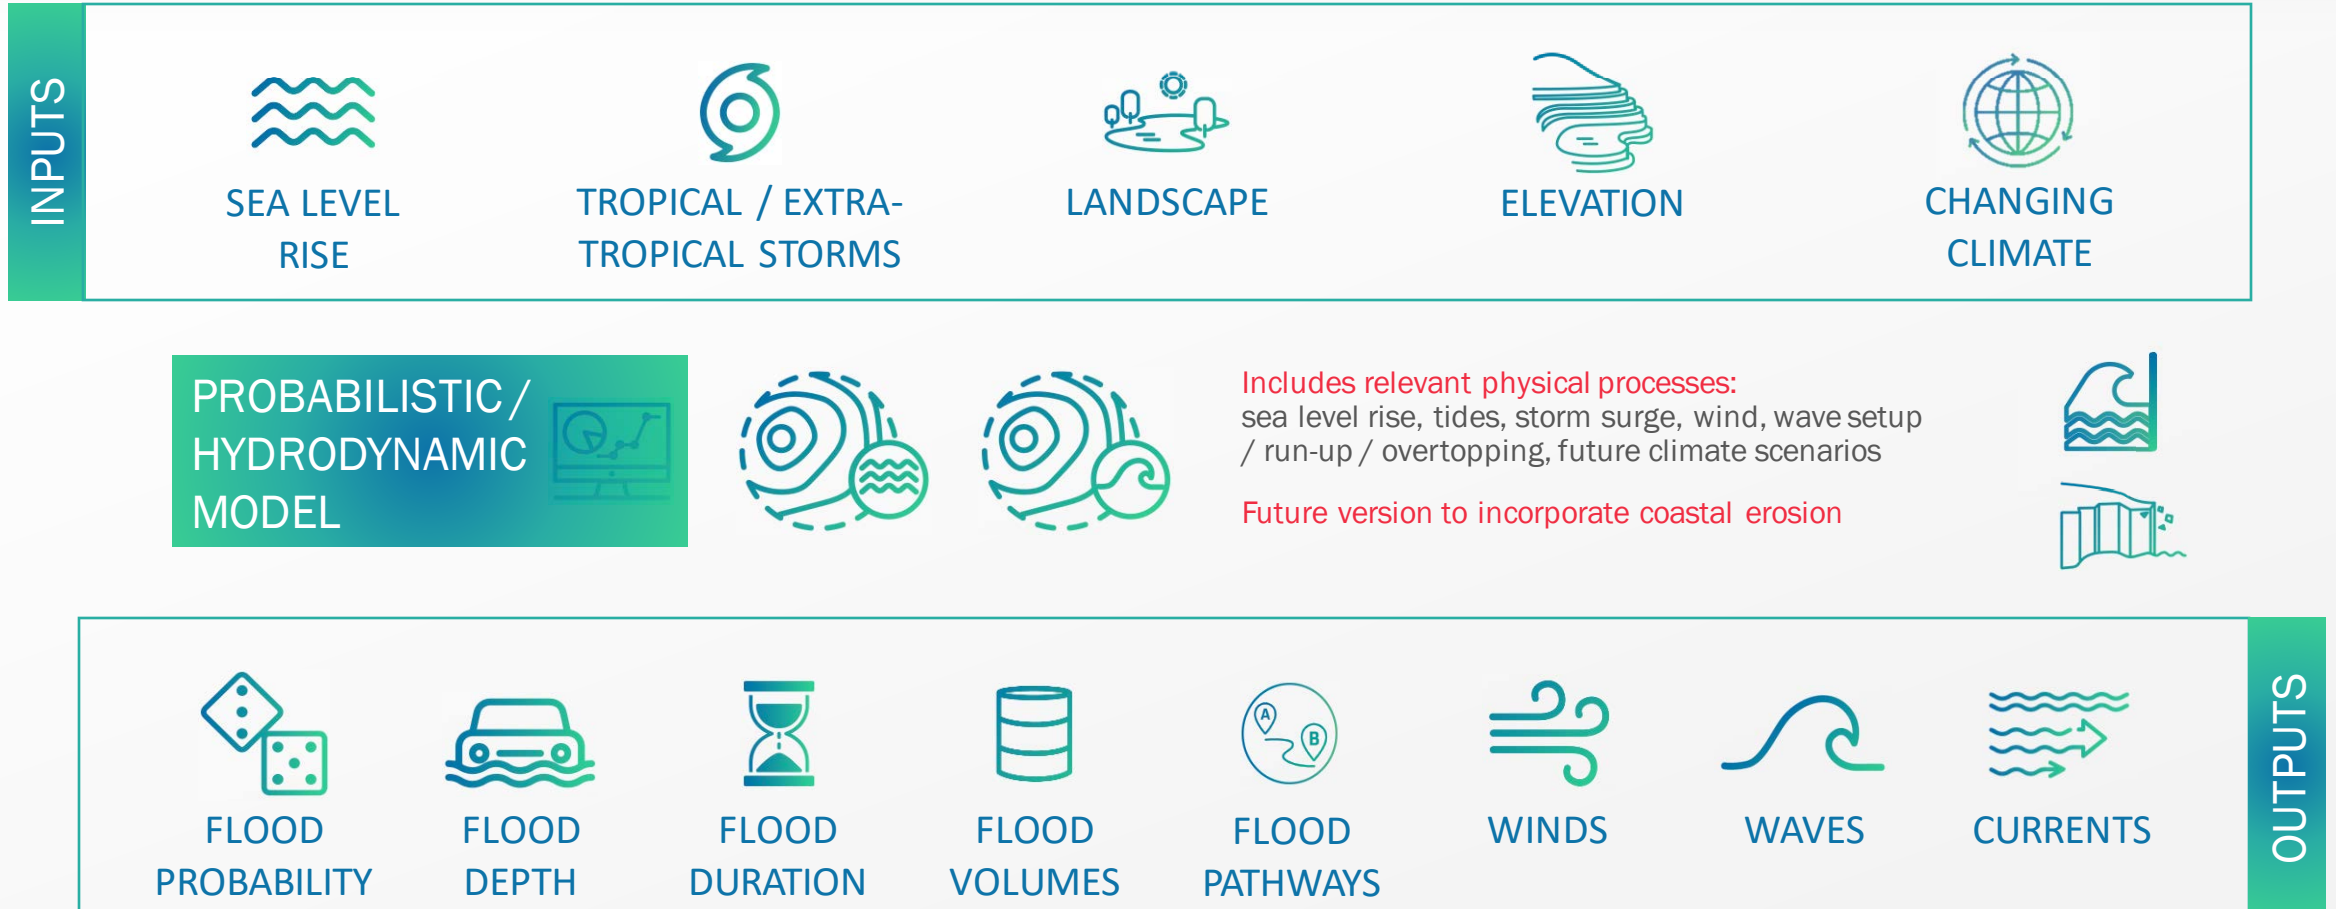 INPUTS
SEA LEVEL
RISE
TROPICAL / EXTRA-
TROPICAL STORMS
LANDSCAPE
ELEVATION
CHANGING
CLIMATE
PROBABILISTIC /
HYDRODYNAMIC
MODEL
Includes relevant physical processes:
sea level rise, tides, storm surge, wind, wave setup
/ run-up / overtopping, future climate scenarios
Future version to incorporate coastal erosion
A
B
FLOOD
PROBABILITY
FLOOD
DEPTH
FLOOD
DURATION
FLOOD
VOLUMES
FLOOD
PATHWAYS
WINDS
WAVES
CURRENTS
OUTPUTS